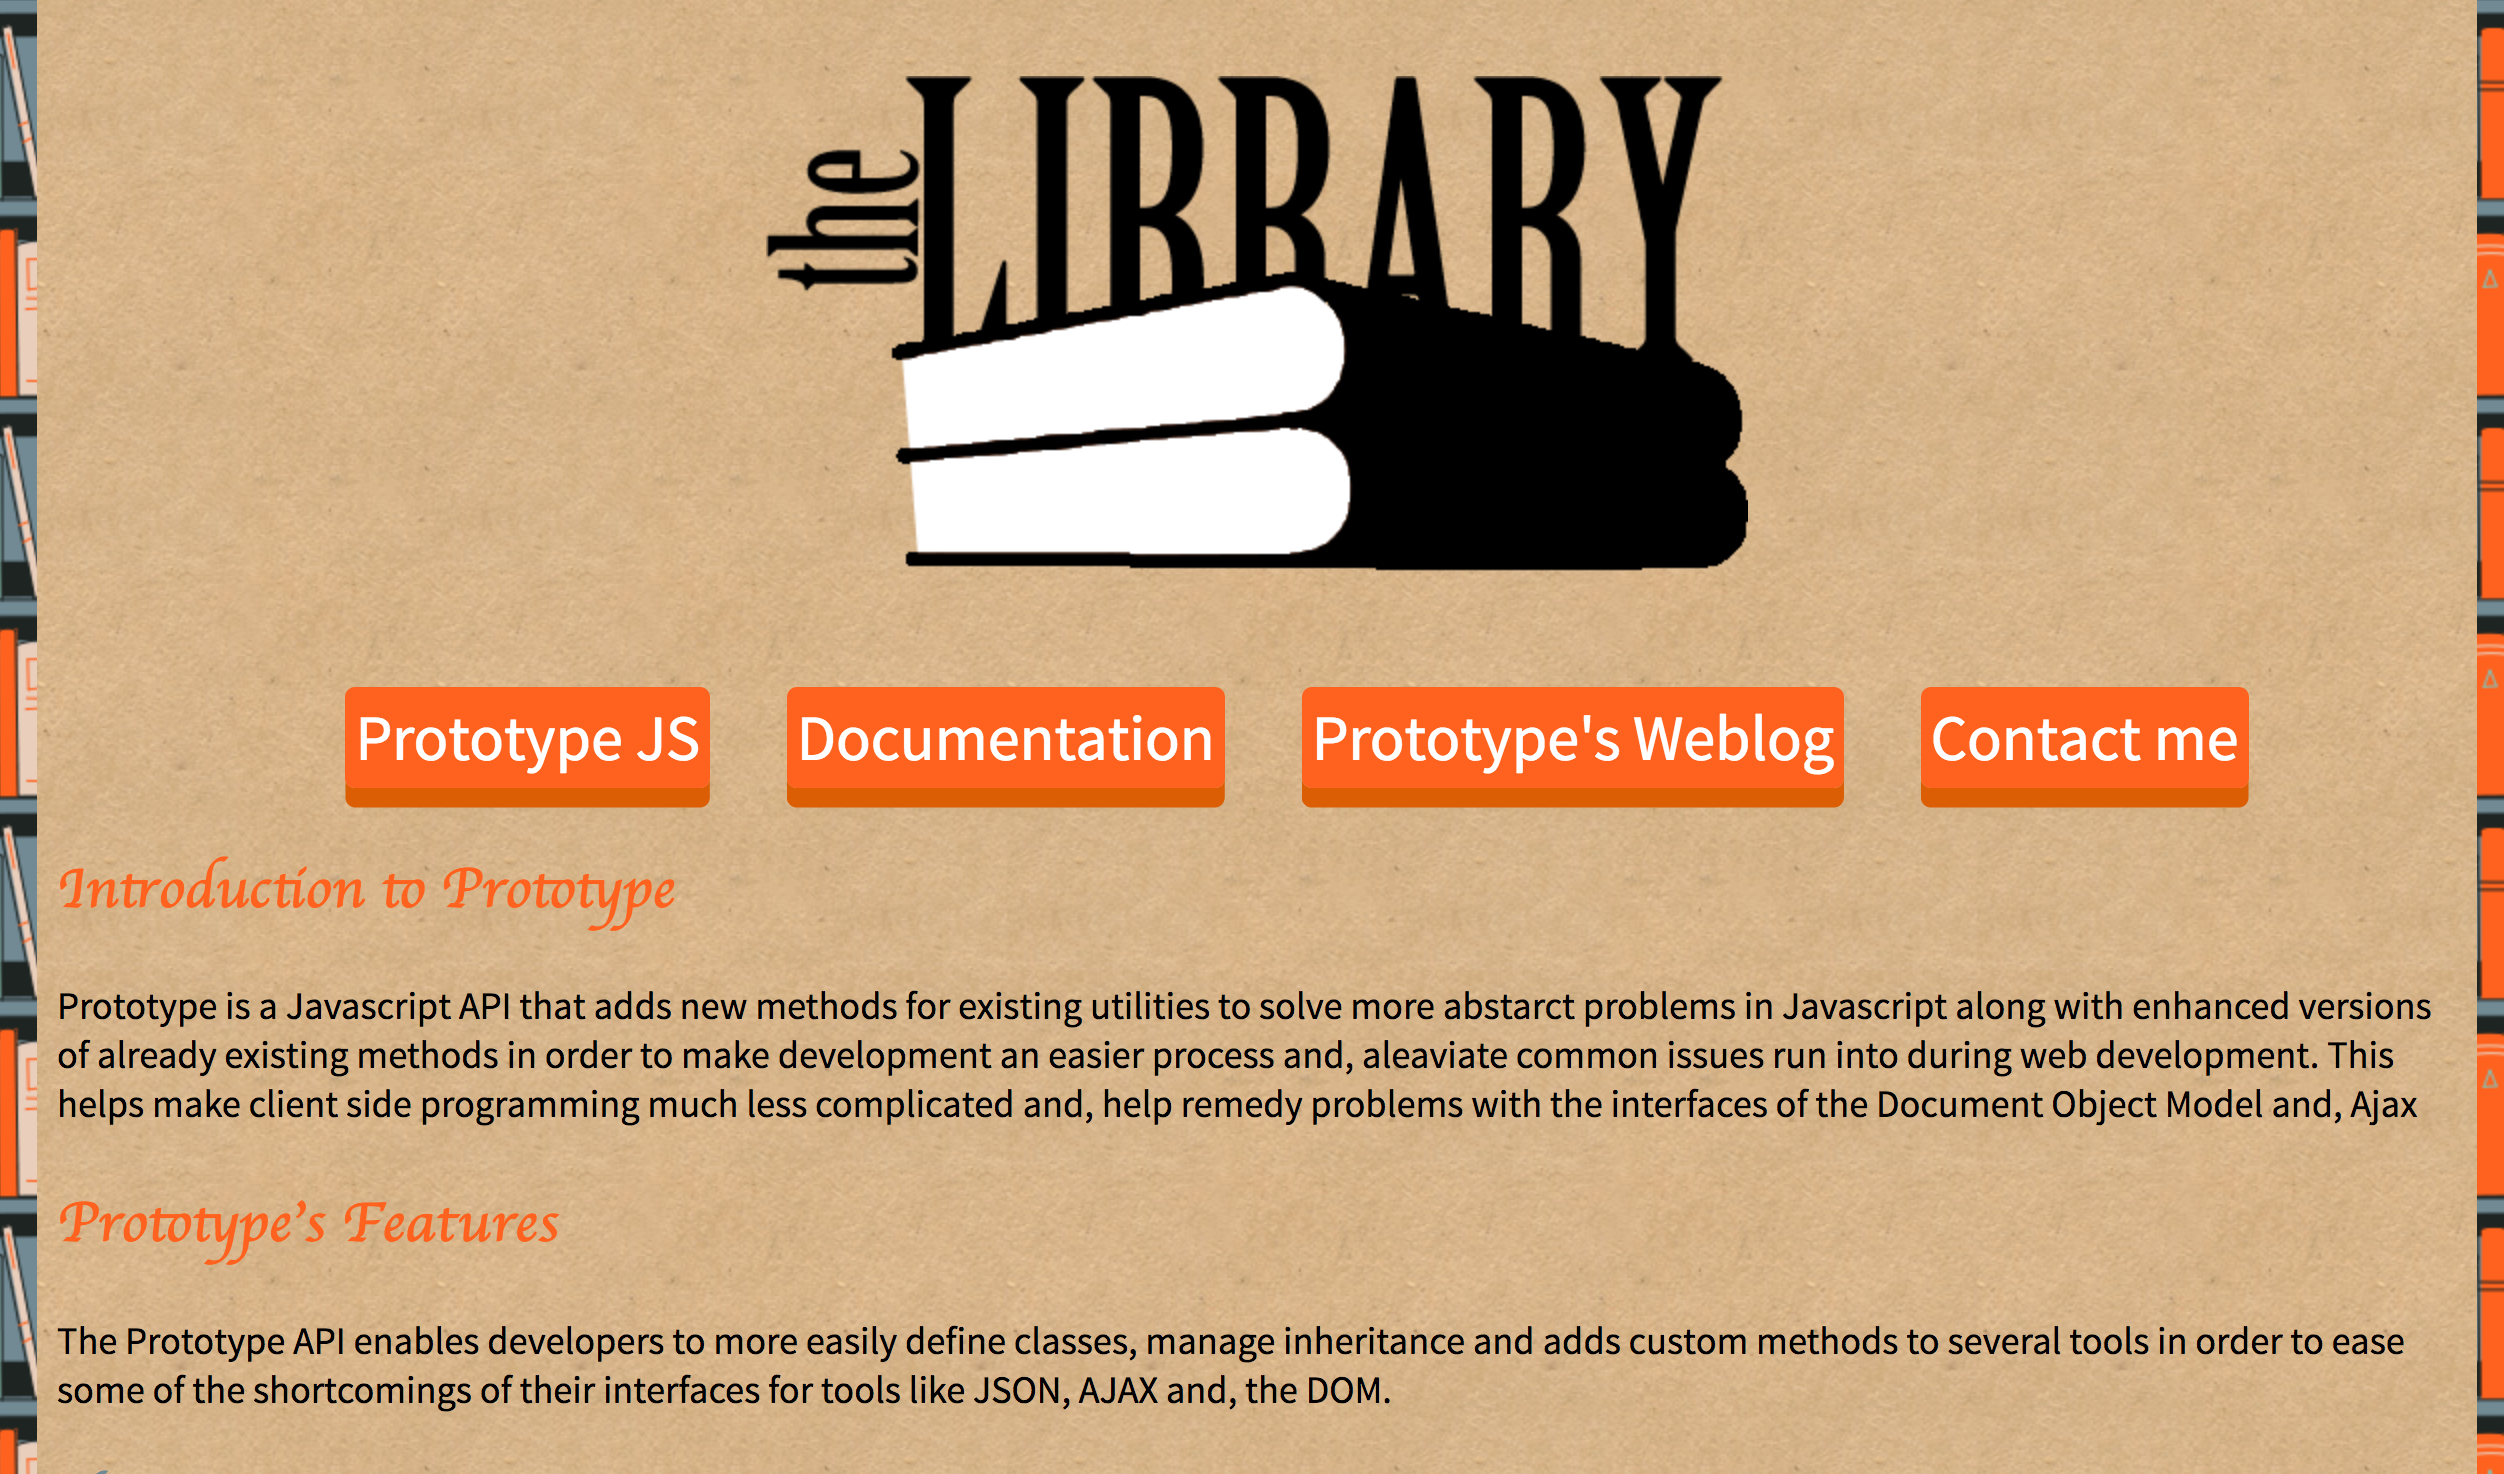 the LIBRARY
Prototype JS
Documentation
Prototype's Weblog
Contact me
Introduction to Prototype
Prototype is a Javascript API that adds new methods for existing utilities to solve more abstarct problems in Javascript along with enhanced versions
of already existing methods in order to make development an easier process and, aleaviate common issues run into during web development. This
helps make client side programming much less complicated and, help remedy problems with the interfaces of the Document Object Model and, Ajax
Prototype's Features
The Prototype API enables developers to more easily define classes, manage inheritance and adds custom methods to several tools in order to ease
some of the shortcomings of their interfaces for tools like JSON, AJAX and, the DOM.